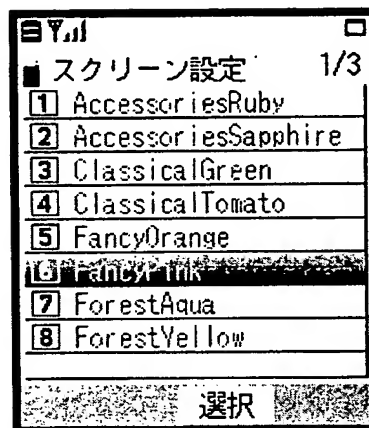 スクリーン設定 1/3
1 AccessoriesRuby
2 AccessoriesSapphire
3 ClassicalGreen
4 ClassicalTomato
5 FancyOrange
6 FancyPink
7 ForestAqua
8 ForestYellow
選択